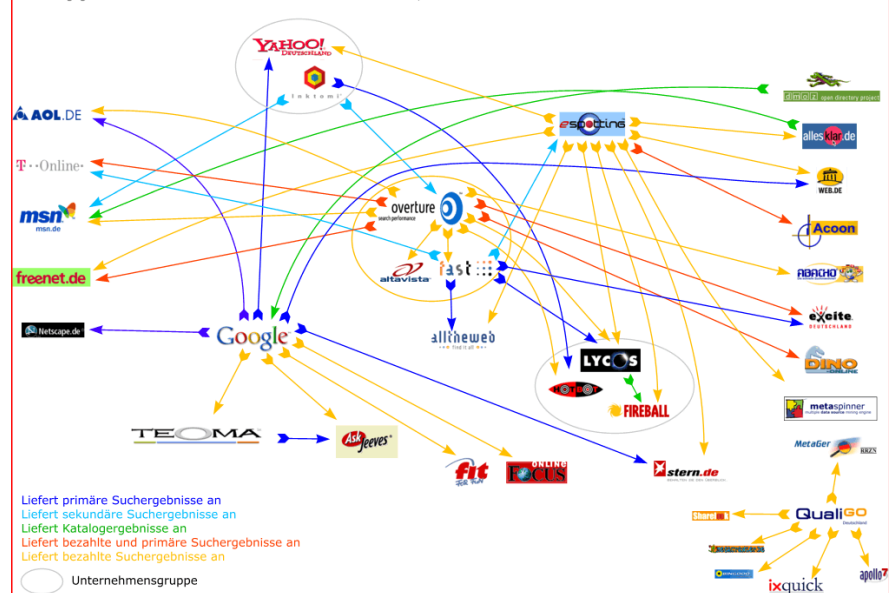 YAHOO!
DEUTSCHLAND
Inktomi
dmoz open directory project
AOL.DE
espotting
allesklar.de
T··Online·
WEB.DE
msn
msn.de
overture
search performance
Acoon
freenet.de
altavista
fast
ABACHO
excite
DEUTSCHLAND
Netscape.de
Google
alltheweb
find it all
LYCOS
DINO
ONLINE
HOTBOT
FIREBALL
metaspinner
TEOMA
Ask
Jeeves
MetaGer
RRZN
fit
FOR FUN
ONLINE
FOCUS
stern.de
Liefert primäre Suchergebnisse an
Liefert sekundäre Suchergebnisse an
Liefert Katalogergebnisse an
Liefert bezahlte und primäre Suchergebnisse an
Liefert bezahlte Suchergebnisse an
Unternehmensgruppe
QualiGO
Deutschland
ixquick
apollo7